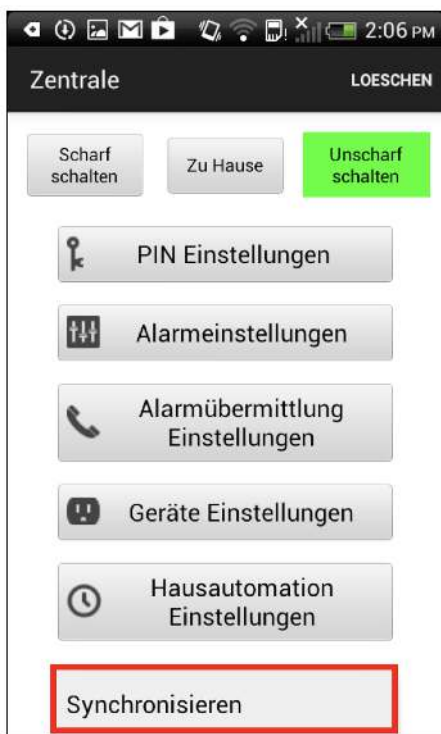 2:06 PM
Zentrale LOESCHEN
Scharf
schalten
Zu Hause
Unscharf
schalten
PIN Einstellungen
Alarmeinstellungen
Alarmübermittlung
Einstellungen
Geräte Einstellungen
Hausautomation
Einstellungen
Synchronisieren